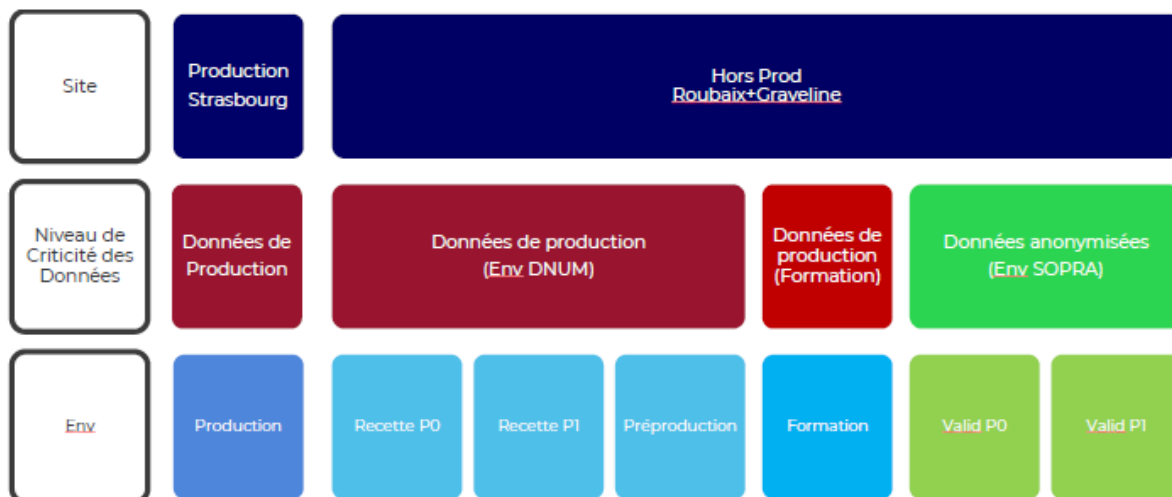 Site
Production
Strasbourg
Hors Prod
Roubaix+Graveline
Niveau de
Criticité des
Données
Données de
Production
Données de production
(Env DNUM)
Données de
production
(Formation)
Données anonymisées
(Env SOPRA)
Env
Production
Recette P0
Recette P1
Préproduction
Formation
Valid P0
Valid P1